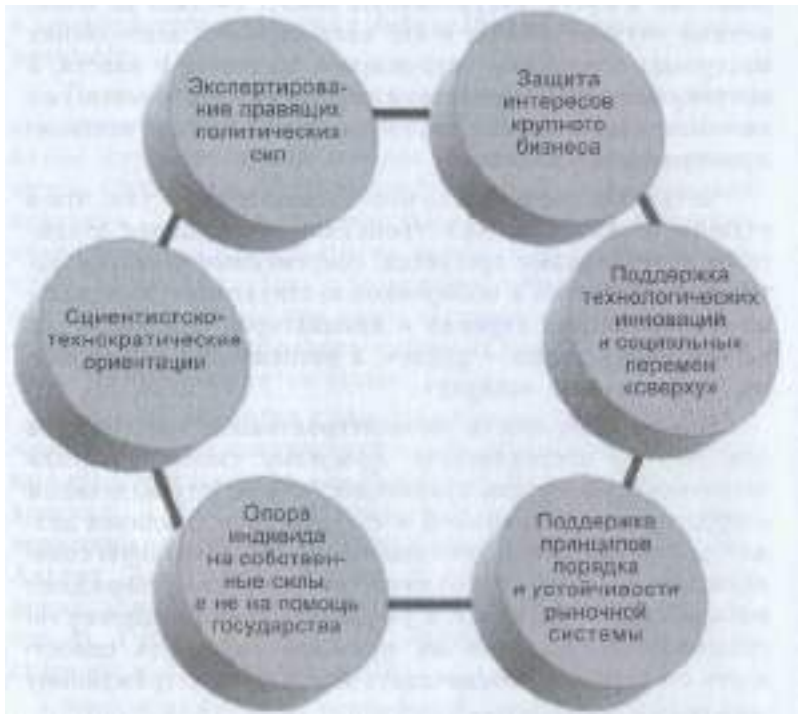 Экспертирова-
ние правящих
политических
сил
Защита
интересов
крупного
бизнеса
Поддержка
технологических
инноваций
и социальных
перемен
«сверху»
Поддержка
принципов
порядка
и устойчивости
рыночной
системы
Опора
индивида
на собствен-
ные силы,
а не на помощь
государства
Сциентистско-
технократические
ориентации